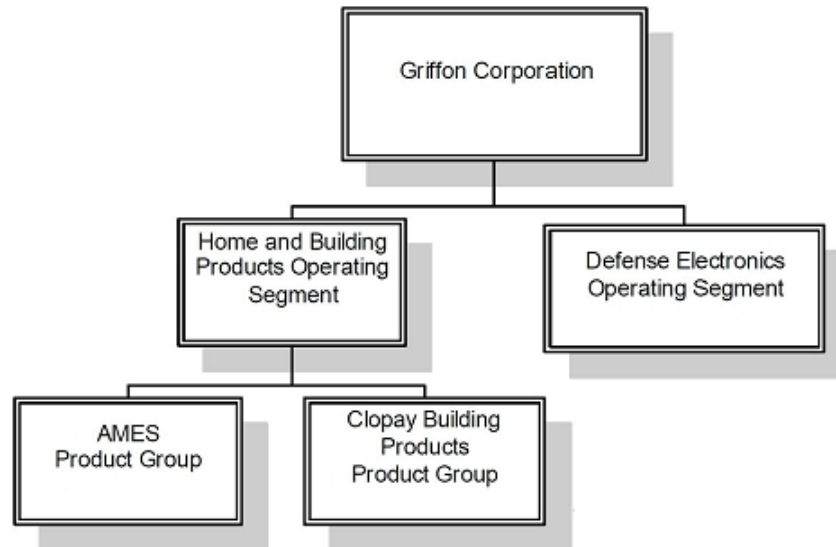 Griffon Corporation
Home and Building
Products Operating
Segment
Defense Electronics
Operating Segment
AMES
Product Group
Clopay Building
Products
Product Group